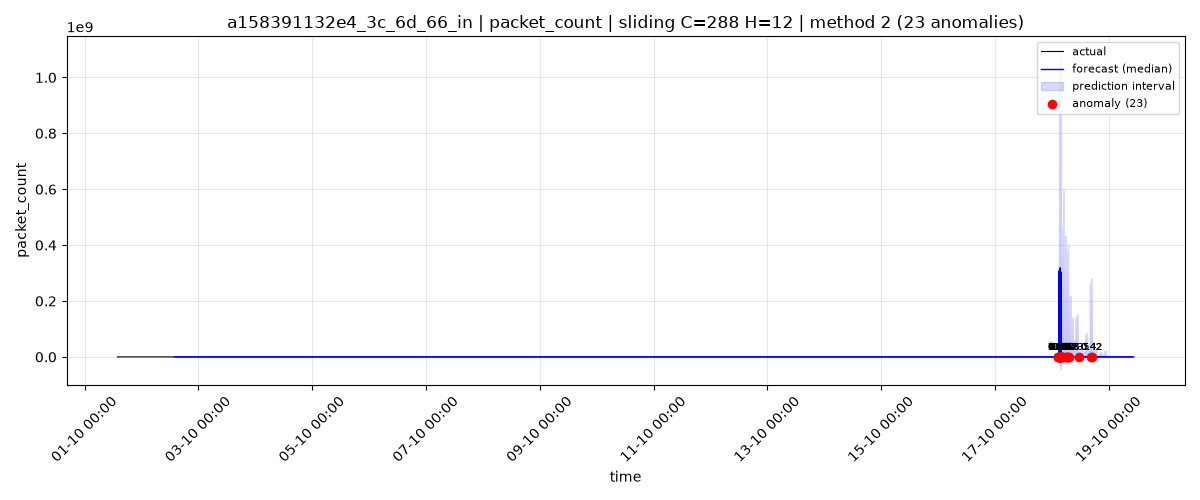 a158391132e4_3c_6d_66_in | packet_count | sliding C=288 H=12 | method 2 (23 anomalies)
1e9
actual
forecast (median)
prediction interval
anomaly (23)
1.0
0.8
0.6
0.4
0.2
0.0
packet_count
01-10 00:00
03-10 00:00
05-10 00:00
07-10 00:00
09-10 00:00
11-10 00:00
13-10 00:00
15-10 00:00
17-10 00:00
19-10 00:00
time